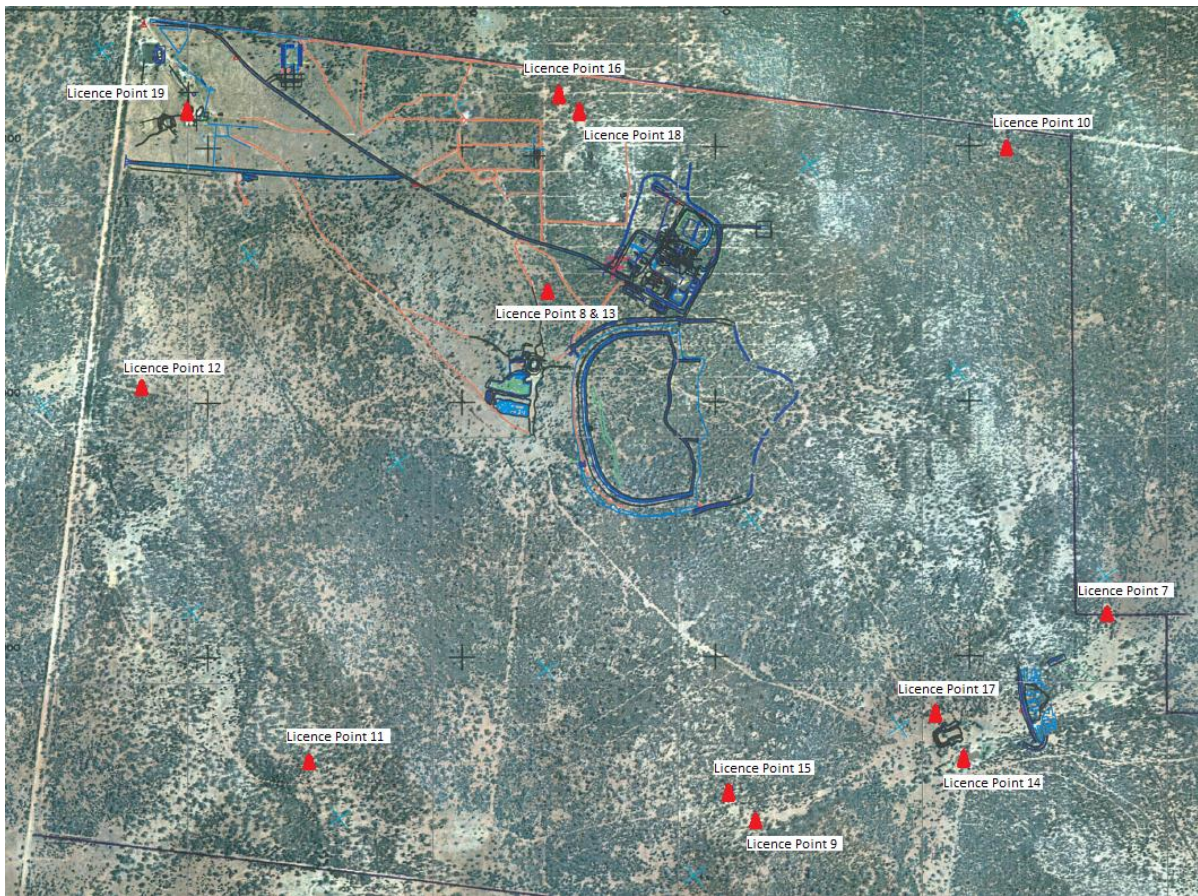 Licence Point 16
Licence Point 19
Licence Point 18
Licence Point 10
Licence Point 8 & 13
Licence Point 12
Licence Point 7
Licence Point 17
Licence Point 11
Licence Point 15
Licence Point 14
Licence Point 9